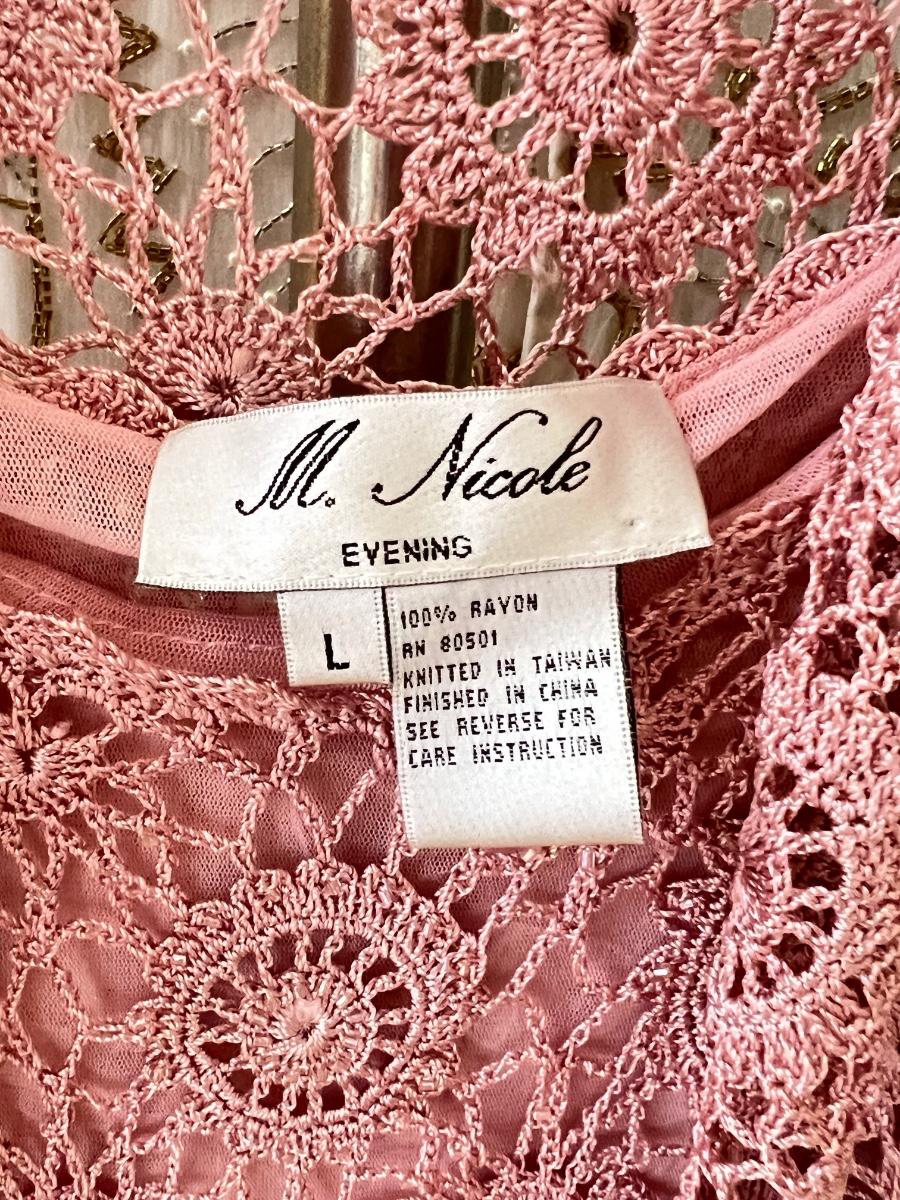 M. Nicole
EVENING
L
100% RAYON
RN 80501
KNITTED IN TAIWAN
FINISHED IN CHINA
SEE REVERSE FOR
CARE INSTRUCTION